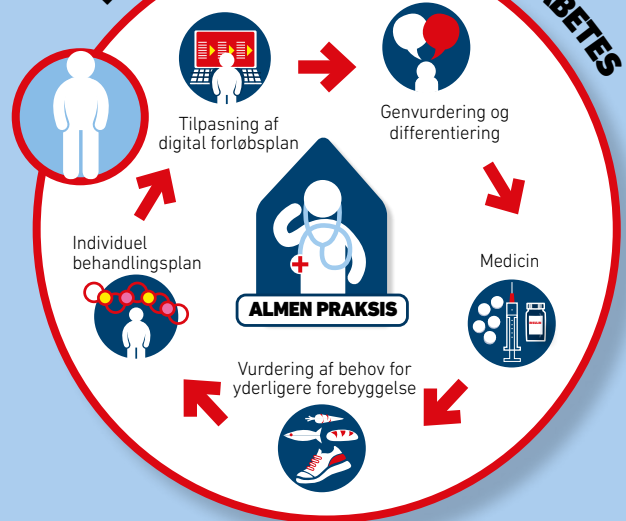 BETES
Tilpasning af
digital forløbsplan
Genvurdering og
differentiering
Individuel
behandlingsplan
Medicin
ALMEN PRAKSIS
Vurdering af behov for
yderligere forebyggelse